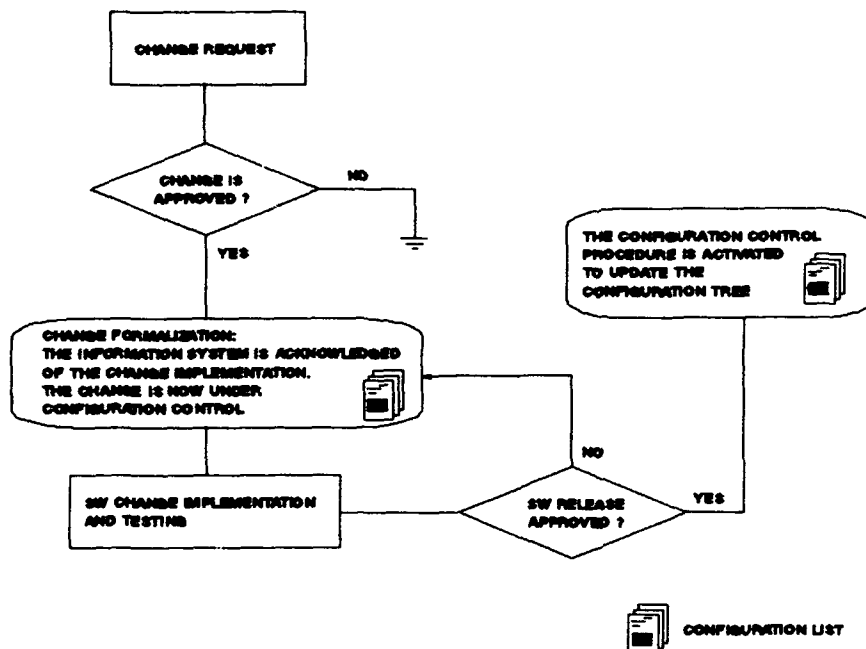 CHANGE REQUEST
CHANGE IS
APPROVED ?
NO
YES
THE CONFIGURATION CONTROL
PROCEDURE IS ACTIVATED
TO UPDATE THE
CONFIGURATION TREE
CHANGE FORMALIZATION:
THE INFORMATION SYSTEM IS ACKNOWLEDGED
OF THE CHANGE IMPLEMENTATION.
THE CHANGE IS NOW UNDER
CONFIGURATION CONTROL
SW CHANGE IMPLEMENTATION
AND TESTING
NO
SW RELEASE
APPROVED ?
YES
CONFIGURATION LIST